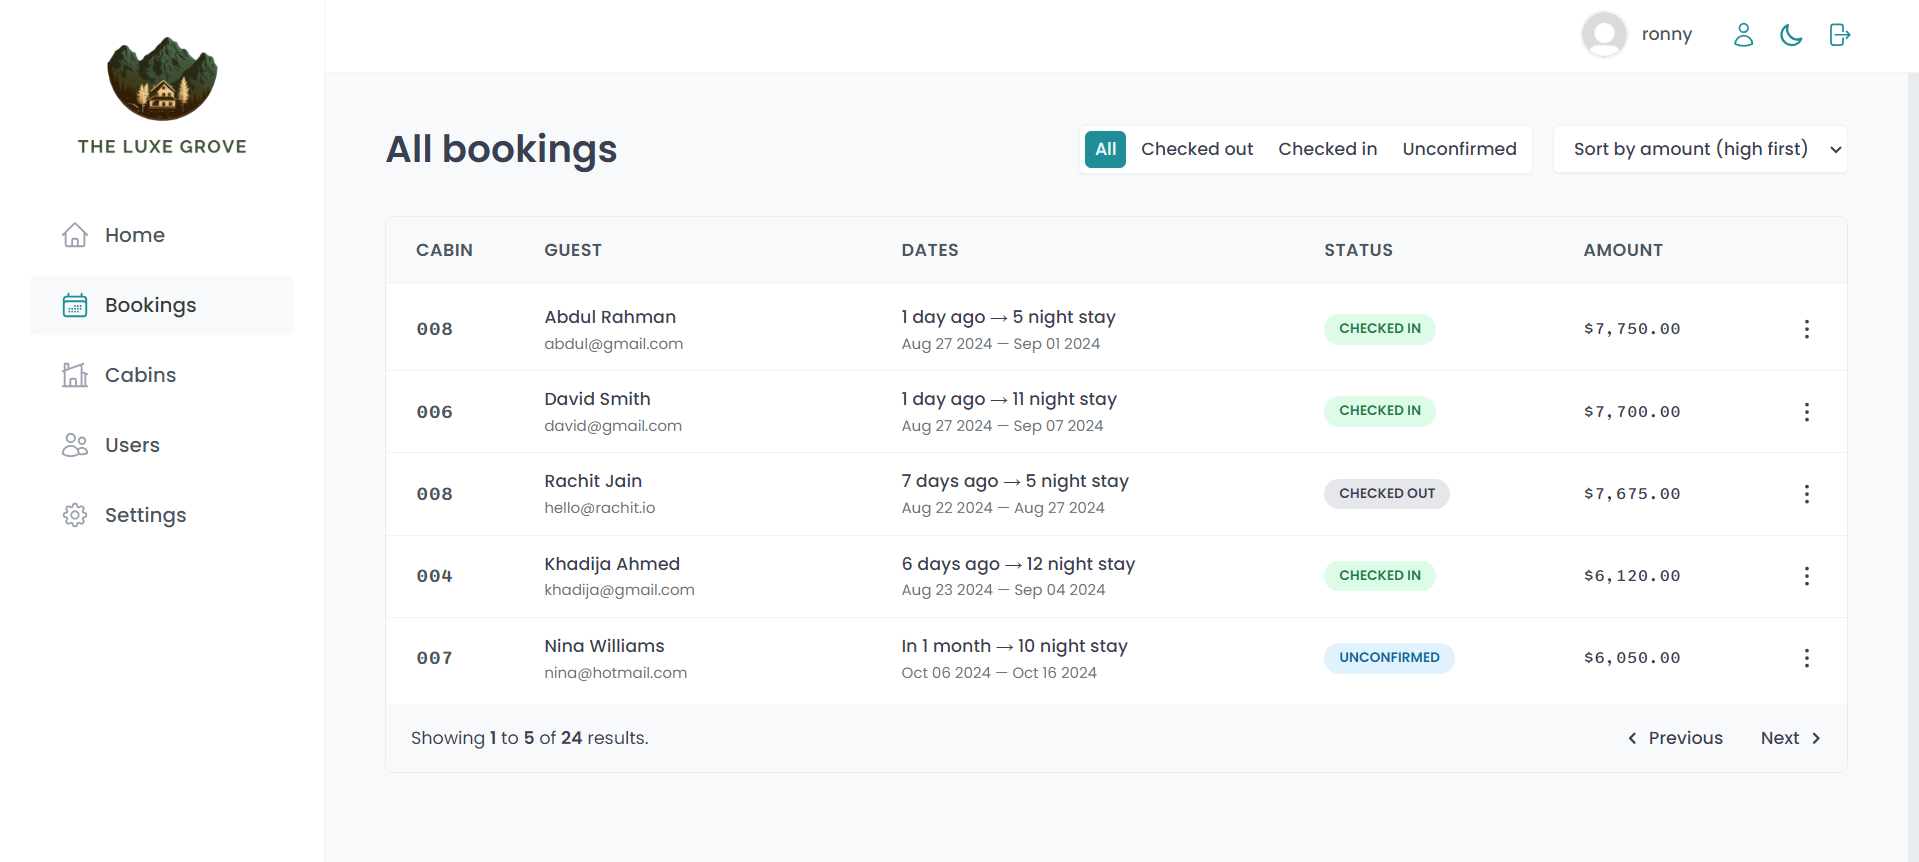 THE LUXE GROVE
Home
Bookings
Cabins
Users
Settings
ronny
All bookings
All Checked out Checked in Unconfirmed
Sort by amount (high first)
CABIN GUEST DATES STATUS AMOUNT
008 Abdul Rahman 1 day ago → 5 night stay CHECKED IN $7,750.00
abdul@gmail.com Aug 27 2024 — Sep 01 2024
006 David Smith 1 day ago → 11 night stay CHECKED IN $7,700.00
david@gmail.com Aug 27 2024 — Sep 07 2024
008 Rachit Jain 7 days ago → 5 night stay CHECKED OUT $7,675.00
hello@rachit.io Aug 22 2024 — Aug 27 2024
004 Khadija Ahmed 6 days ago → 12 night stay CHECKED IN $6,120.00
khadija@gmail.com Aug 23 2024 — Sep 04 2024
007 Nina Williams In 1 month → 10 night stay UNCONFIRMED $6,050.00
nina@hotmail.com Oct 06 2024 — Oct 16 2024
Showing 1 to 5 of 24 results.
Previous Next